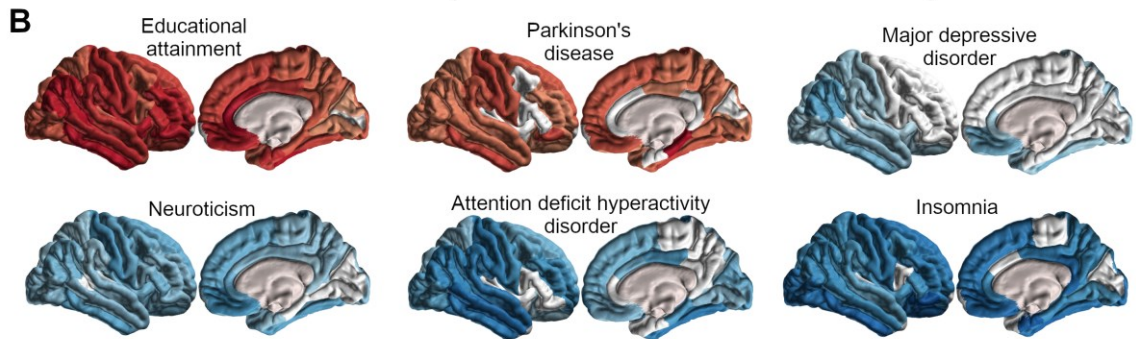 B
Educational
attainment
Parkinson's
disease
Major depressive
disorder
Neuroticism
Attention deficit hyperactivity
disorder
Insomnia